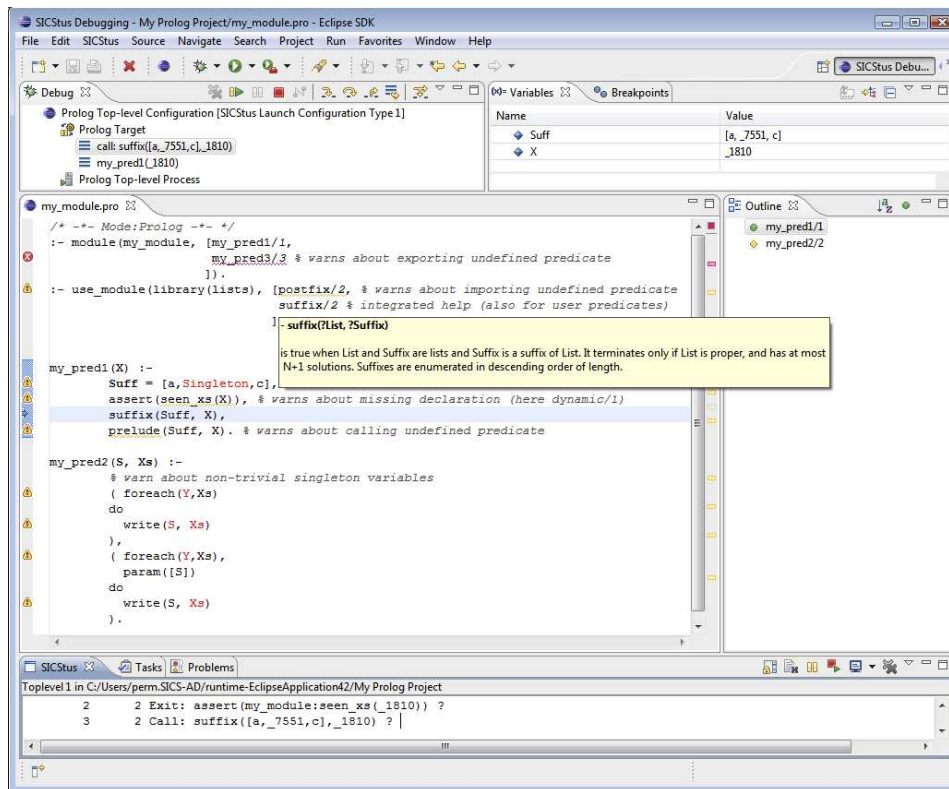 SICStus Debugging - My Prolog Project/my_module.pro - Eclipse SDK
File Edit SICStus Source Navigate Search Project Run Favorites Window Help
SICStus Debu...
Debug
Prolog Top-level Configuration [SICStus Launch Configuration Type 1]
Prolog Target
call: suffix([a,_7551,c],_1810)
my_pred1(_1810)
Prolog Top-level Process
(x)= Variables Breakpoints
Name Value
Suff [a, _7551, c]
X _1810
my_module.pro
/* -*- Mode:Prolog -*- */
:- module(my_module, [my_pred1/1,
my_pred3/3 % warns about exporting undefined predicate
]).
:- use_module(library(lists), [postfix/2, % warns about importing undefined predicate
suffix/2 % integrated help (also for user predicates)
]
- suffix(?List, ?Suffix)
is true when List and Suffix are lists and Suffix is a suffix of List. It terminates only if List is proper, and has at most
N+1 solutions. Suffixes are enumerated in descending order of length.
my_pred1(X) :-
Suff = [a,Singleton,c],
assert(seen_xs(X)), % warns about missing declaration (here dynamic/1)
suffix(Suff, X),
prelude(Suff, X). % warns about calling undefined predicate
my_pred2(S, Xs) :-
% warn about non-trivial singleton variables
( foreach(Y,Xs)
do
write(S, Xs)
),
( foreach(Y,Xs),
param([S])
do
write(S, Xs)
).
Outline
my_pred1/1
my_pred2/2
SICStus Tasks Problems
Toplevel 1 in C:/Users/perm.SICS-AD/runtime-EclipseApplication42/My Prolog Project
2 2 Exit: assert(my_module:seen_xs(_1810)) ?
3 2 Call: suffix([a,_7551,c],_1810) ?